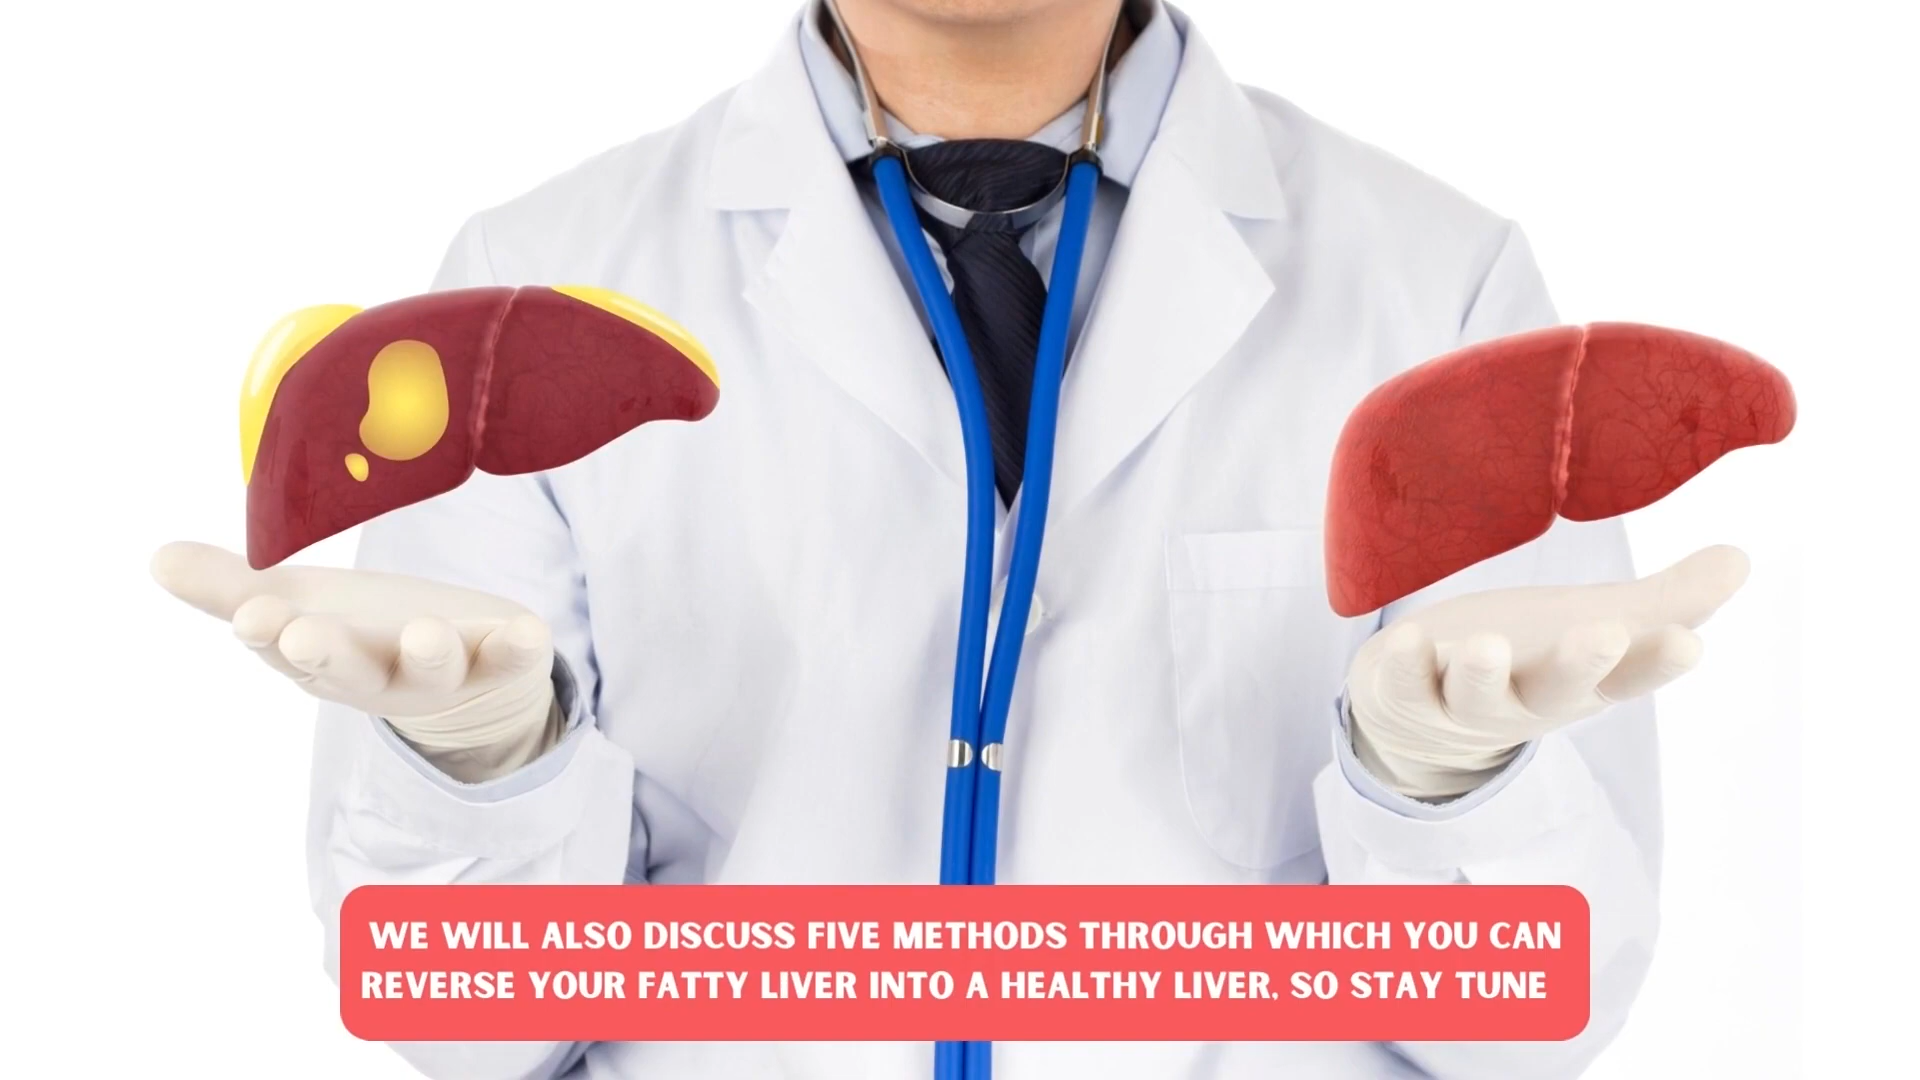 WE WILL ALSO DISCUSS FIVE METHODS THROUGH WHICH YOU CAN
REVERSE YOUR FATTY LIVER INTO A HEALTHY LIVER, SO STAY TUNE